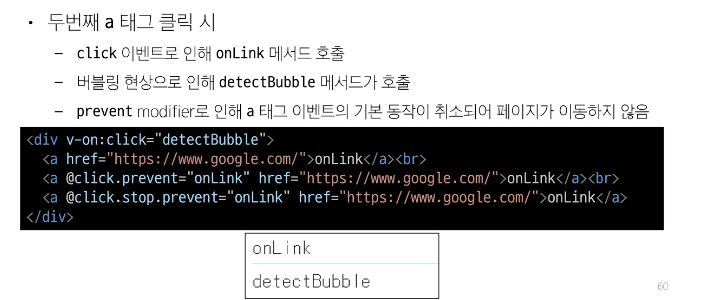 • 두번째 a 태그 클릭 시
– click 이벤트로 인해 onLink 메서드 호출
– 버블링 현상으로 인해 detectBubble 메서드가 호출
– prevent modifier로 인해 a 태그 이벤트의 기본 동작이 취소되어 페이지가 이동하지 않음
<div v-on:click="detectBubble">
  <a href="https://www.google.com/">onLink</a><br>
  <a @click.prevent="onLink" href="https://www.google.com/">onLink</a><br>
  <a @click.stop.prevent="onLink" href="https://www.google.com/">onLink</a>
</div>
onLink
detectBubble
60